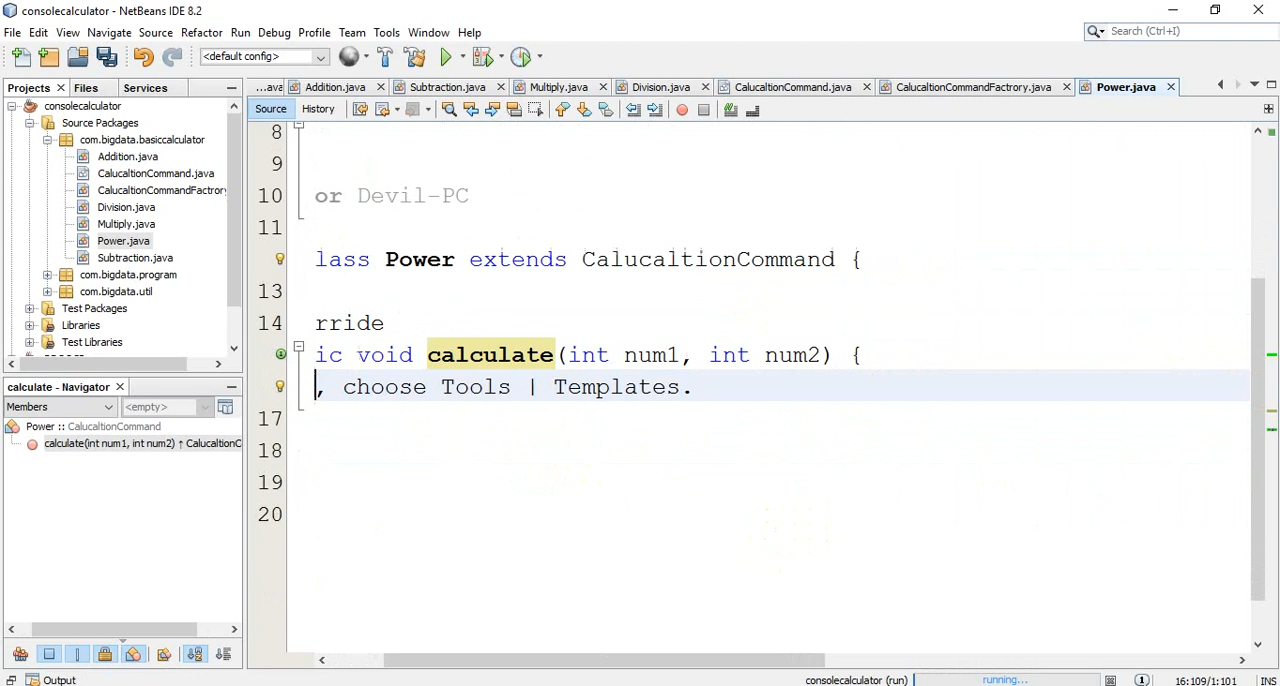 consolecalculator - NetBeans IDE 8.2
File Edit View Navigate Source Refactor Run Debug Profile Team Tools Window Help
Search (Ctrl+I)
<default config>
Projects Files Services
...ava Addition.java Subtraction.java Multiply.java Division.java CalucaltionCommand.java CalucaltionCommandFactrory.java Power.java
Source History
consolecalculator
Source Packages
com.bigdata.basiccalculator
Addition.java
CalucaltionCommand.java
CalucaltionCommandFactrory
Division.java
Multiply.java
Power.java
Subtraction.java
com.bigdata.program
com.bigdata.util
Test Packages
Libraries
Test Libraries
calculate - Navigator
Members <empty>
Power :: CalucaltionCommand
calculate(int num1, int num2) ↑ CalucaltionC
8
9
10 or Devil-PC
11
lass Power extends CalucaltionCommand {
13
14 rride
ic void calculate(int num1, int num2) {
, choose Tools | Templates.
17
18
19
20
Output consolecalculator (run) running... 1 16:109/1:101 INS